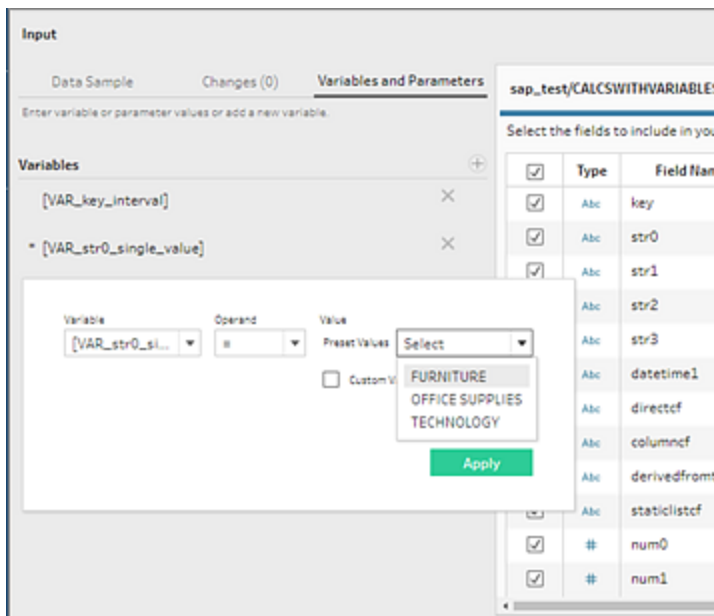 Input
Data Sample
Changes (0)
Variables and Parameters
Enter variable or parameter values or add a new variable.
Variables
[VAR_key_interval]
* [VAR_str0_single_value]
Variable
Operand
Value
[VAR_str0_si...
=
Preset Values
Select
Custom
FURNITURE
OFFICE SUPPLIES
TECHNOLOGY
Apply
sap_test/CALCSWITHVARIABLES
Select the fields to include in you
Type
Field Nam
Abc
key
Abc
str0
Abc
str1
Abc
str2
Abc
str3
Abc
datetime1
Abc
directcf
Abc
columncf
Abc
derivedfromt
Abc
staticlistcf
#
num0
#
num1